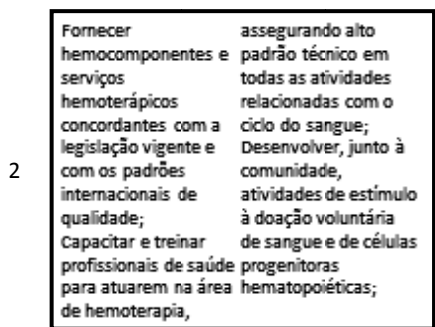 2
Fornecer
hemocomponentes e
serviços
hemoterápicos
concordantes com a
legislação vigente e
com os padrões
internacionais de
qualidade;
Capacitar e treinar
profissionais de saúde
para atuarem na área
de hemoterapia,
assegurando alto
padrão técnico em
todas as atividades
relacionadas com o
ciclo do sangue;
Desenvolver, junto à
comunidade,
atividades de estímulo
à doação voluntária
de sangue e de células
progenitoras
hematopoiéticas;